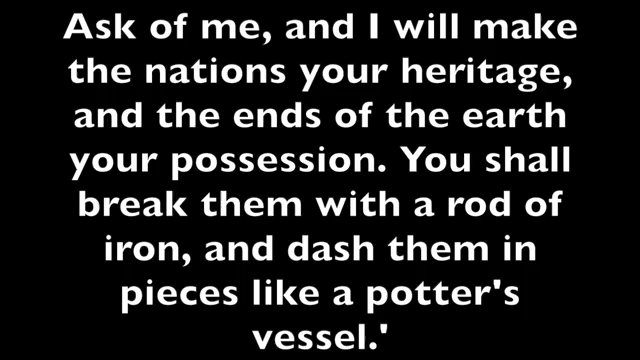 Ask of me, and I will make
the nations your heritage,
and the ends of the earth
your possession. You shall
break them with a rod of
iron, and dash them in
pieces like a potter's
vessel.'